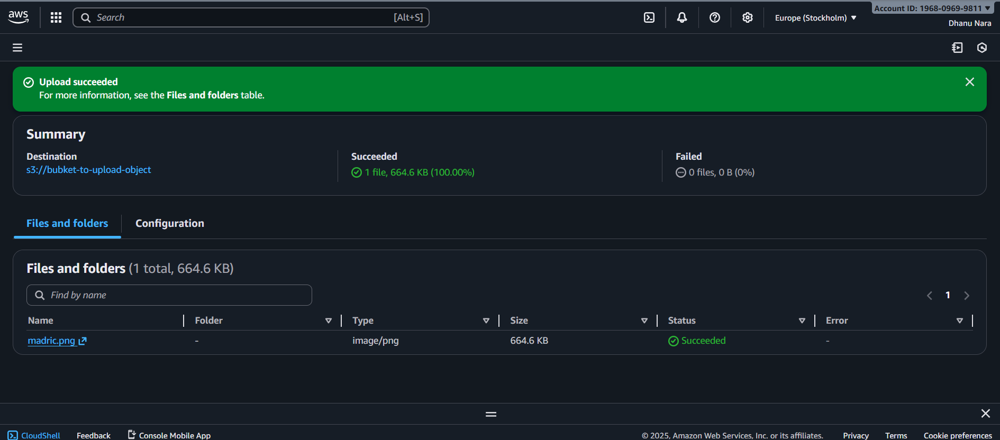 aws
Search [Alt+S]
Europe (Stockholm)
Account ID: 1968-0969-9811
Dhanu Nara
Upload succeeded
For more information, see the Files and folders table.
Summary
Destination
s3://bubket-to-upload-object
Succeeded
1 file, 664.6 KB (100.00%)
Failed
0 files, 0 B (0%)
Files and folders
Configuration
Files and folders (1 total, 664.6 KB)
Find by name
1
Name Folder Type Size Status Error
madric.png - image/png 664.6 KB Succeeded -
CloudShell Feedback Console Mobile App © 2025, Amazon Web Services, Inc. or its affiliates. Privacy Terms Cookie preferences